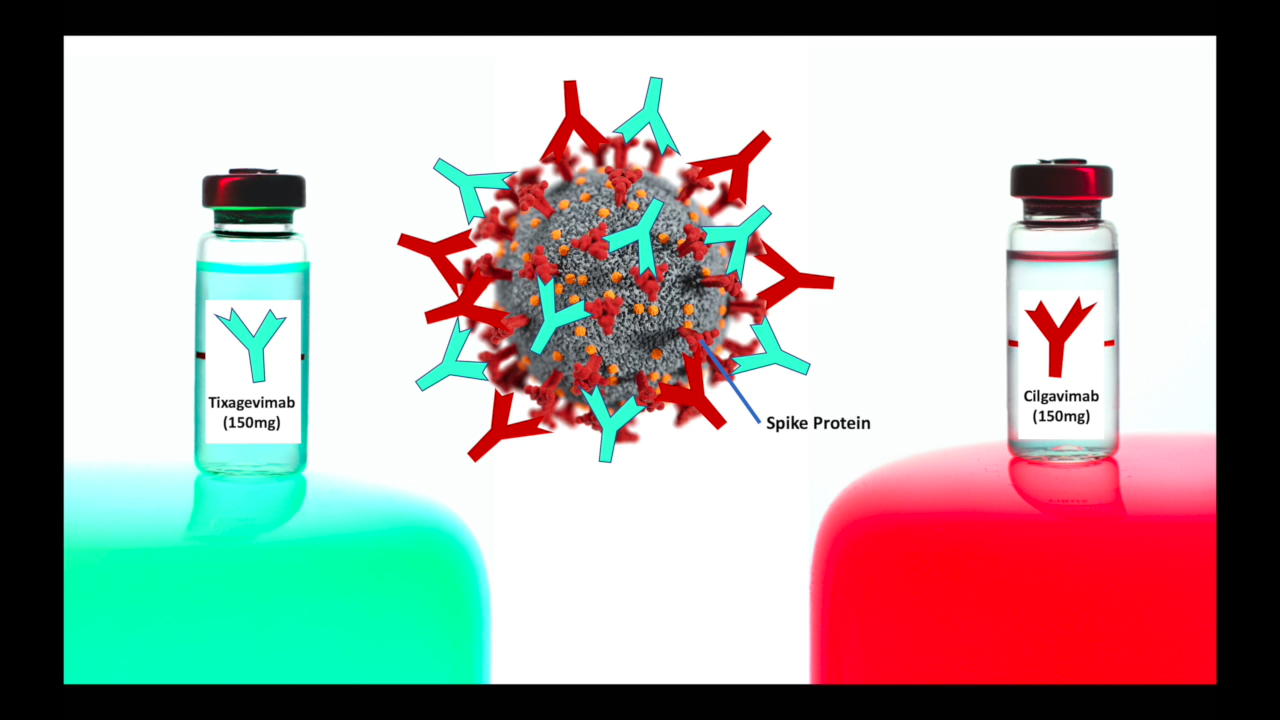 Tixagevimab
(150mg)
Spike Protein
Cilgavimab
(150mg)